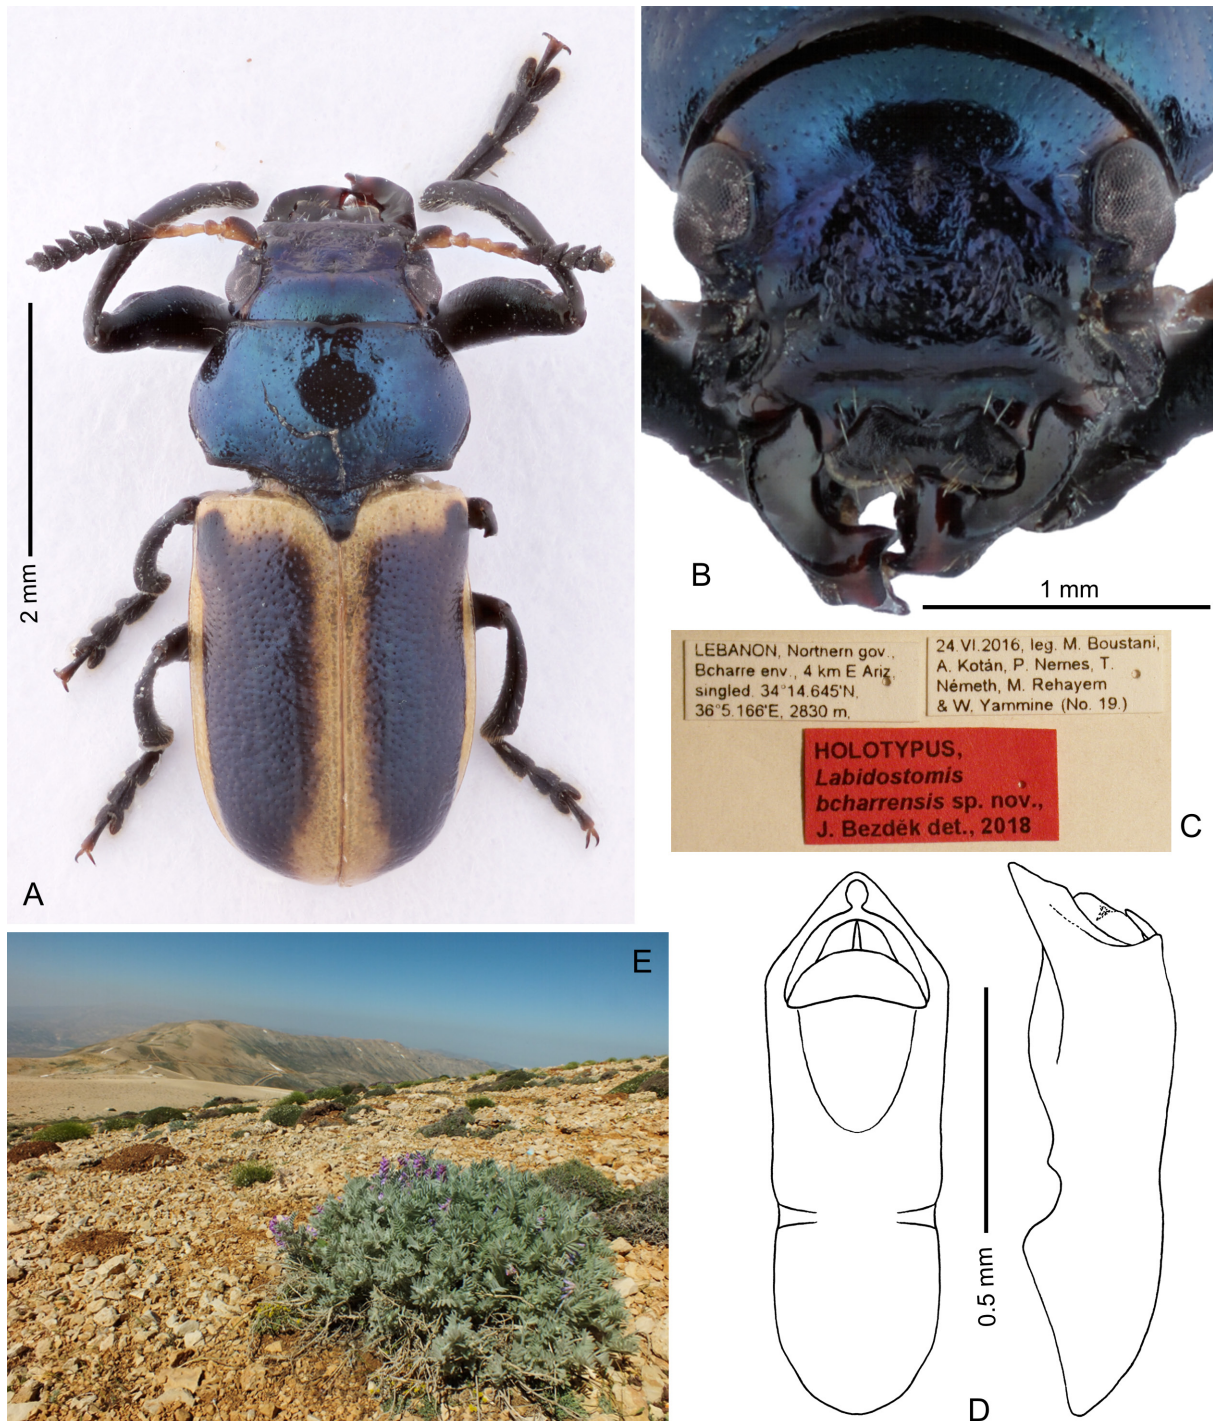 A
2 mm
B
1 mm
LEBANON, Northern gov.,
Bcharre env., 4 km E Ariz,
singled, 34°14.645'N,
36°5.166'E, 2830 m,
24.VI.2016, leg. M. Boustani,
A. Kotán, P. Nemes, T.
Németh, M. Rehayem
& W. Yammine (No. 19.)
HOLOTYPUS,
Labidostomis
bcharrensis sp. nov.,
J. Bezděk det., 2018
C
E
0.5 mm
D